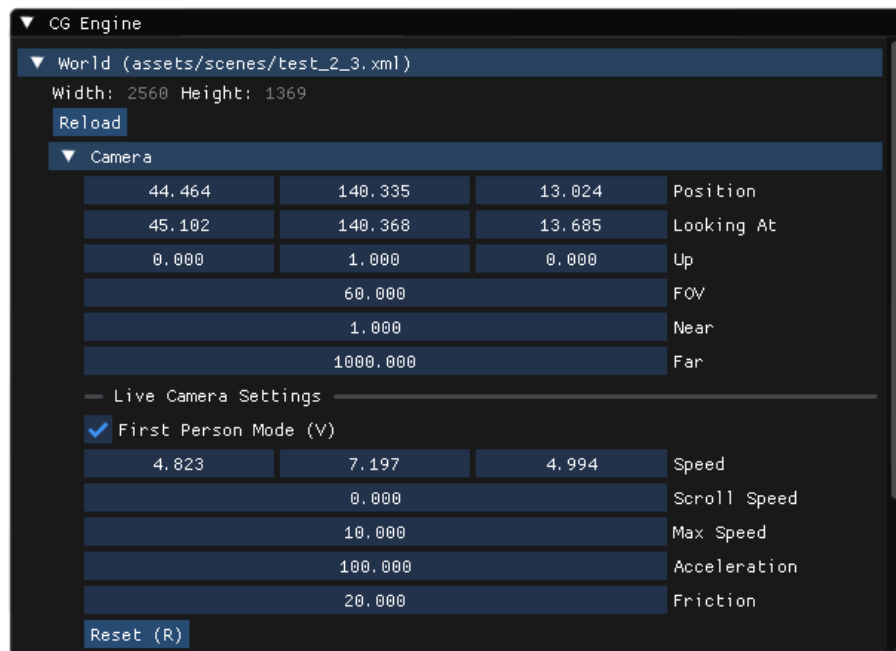 CG Engine
World (assets/scenes/test_2_3.xml)
Width: 2560 Height: 1369
Reload
Camera
44.464 140.335 13.024 Position
45.102 140.368 13.685 Looking At
0.000 1.000 0.000 Up
60.000 FOV
1.000 Near
1000.000 Far
Live Camera Settings
First Person Mode (V)
4.823 7.197 4.994 Speed
0.000 Scroll Speed
10.000 Max Speed
100.000 Acceleration
20.000 Friction
Reset (R)